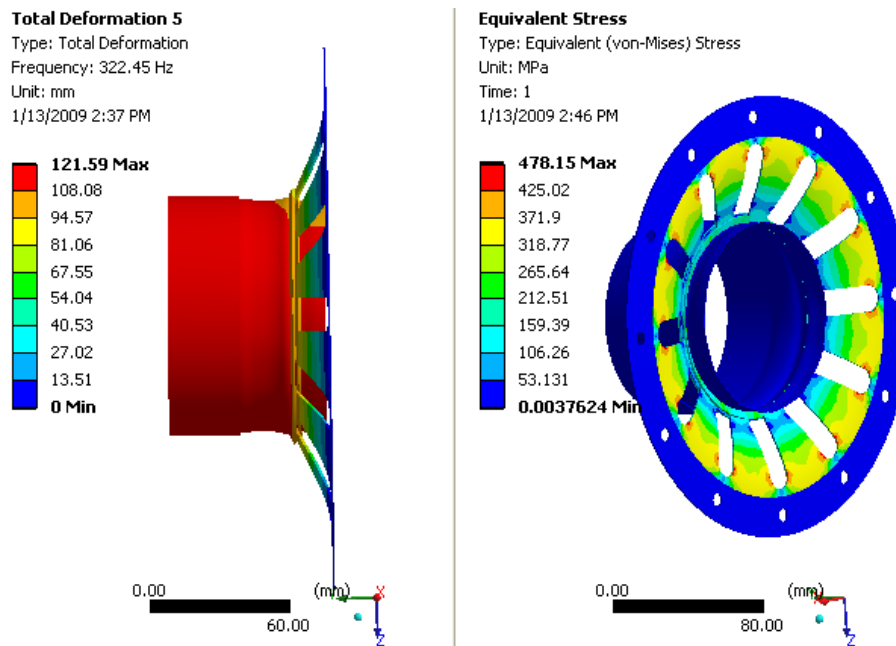 Total Deformation 5
Type: Total Deformation
Frequency: 322.45 Hz
Unit: mm
1/13/2009 2:37 PM
121.59 Max
108.08
94.57
81.06
67.55
54.04
40.53
27.02
13.51
0 Min
0.00
(mm)
60.00
X
Z
Equivalent Stress
Type: Equivalent (von-Mises) Stress
Unit: MPa
Time: 1
1/13/2009 2:46 PM
478.15 Max
425.02
371.9
318.77
265.64
212.51
159.39
106.26
53.131
0.0037624 Min
0.00
(mm)
80.00
Z